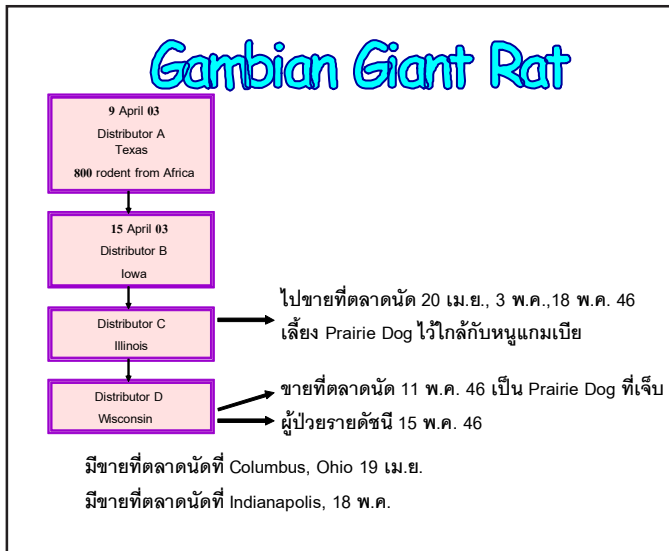 Gambian Giant Rat
9 April 03
Distributor A
Texas
800 rodent from Africa
15 April 03
Distributor B
Iowa
Distributor C
Illinois
ไปขายที่ตลาดนัด 20 เม.ย., 3 พ.ค.,18 พ.ค. 46
เลี้ยง Prairie Dog ไว้ใกล้กับหนูแกมเบีย
Distributor D
Wisconsin
ขายที่ตลาดนัด 11 พ.ค. 46 เป็น Prairie Dog ที่เจ็บ
ผู้ป่วยรายดัชนี 15 พ.ค. 46
มีขายที่ตลาดนัดที่ Columbus, Ohio 19 เม.ย.
มีขายที่ตลาดนัดที่ Indianapolis, 18 พ.ค.